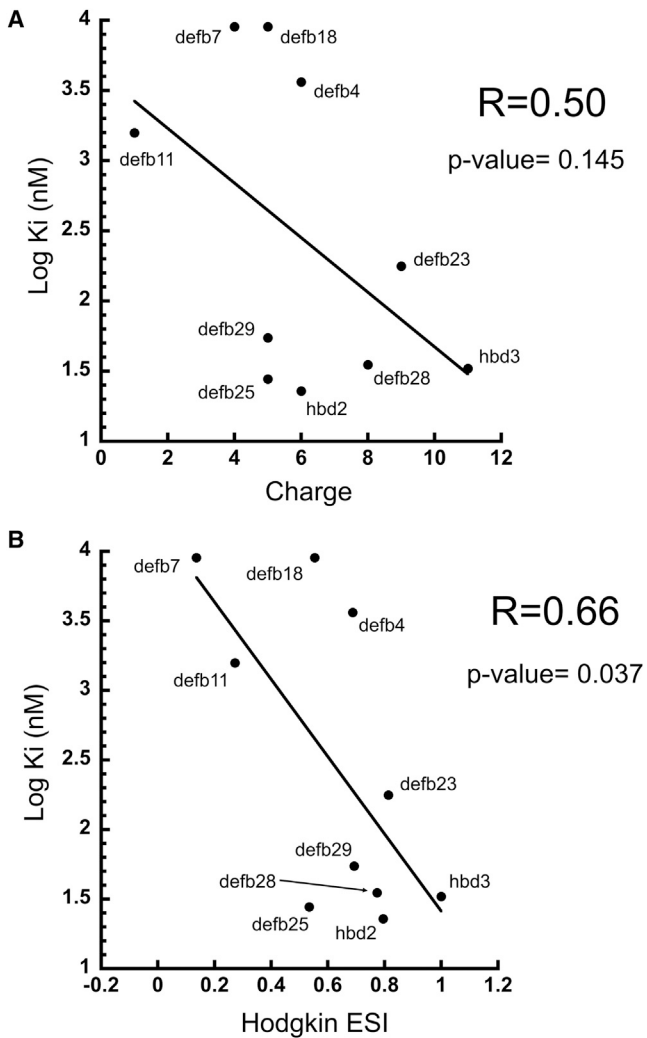 A
4
defb7
defb18
3.5
defb4
R=0.50
3
defb11
p-value= 0.145
Log Ki (nM)
2.5
defb23
2
defb29
hbd3
1.5
defb28
defb25
hbd2
1
0 2 4 6 8 10 12
Charge
B
4
defb7
defb18
3.5
defb4
R=0.66
defb11
p-value= 0.037
3
Log Ki (nM)
2.5
defb23
2
defb29
defb28
hbd3
1.5
defb25
hbd2
1
-0.2 0 0.2 0.4 0.6 0.8 1 1.2
Hodgkin ESI